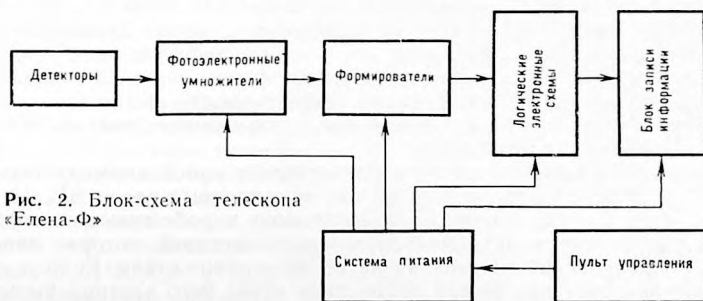 Детекторы
Фотоэлектронные
умножители
Формирователи
Логические
электронные
схемы
Блок записи
информации
Рис. 2. Блок-схема телескопа
«Елена-Ф»
Система питания
Пульт управления